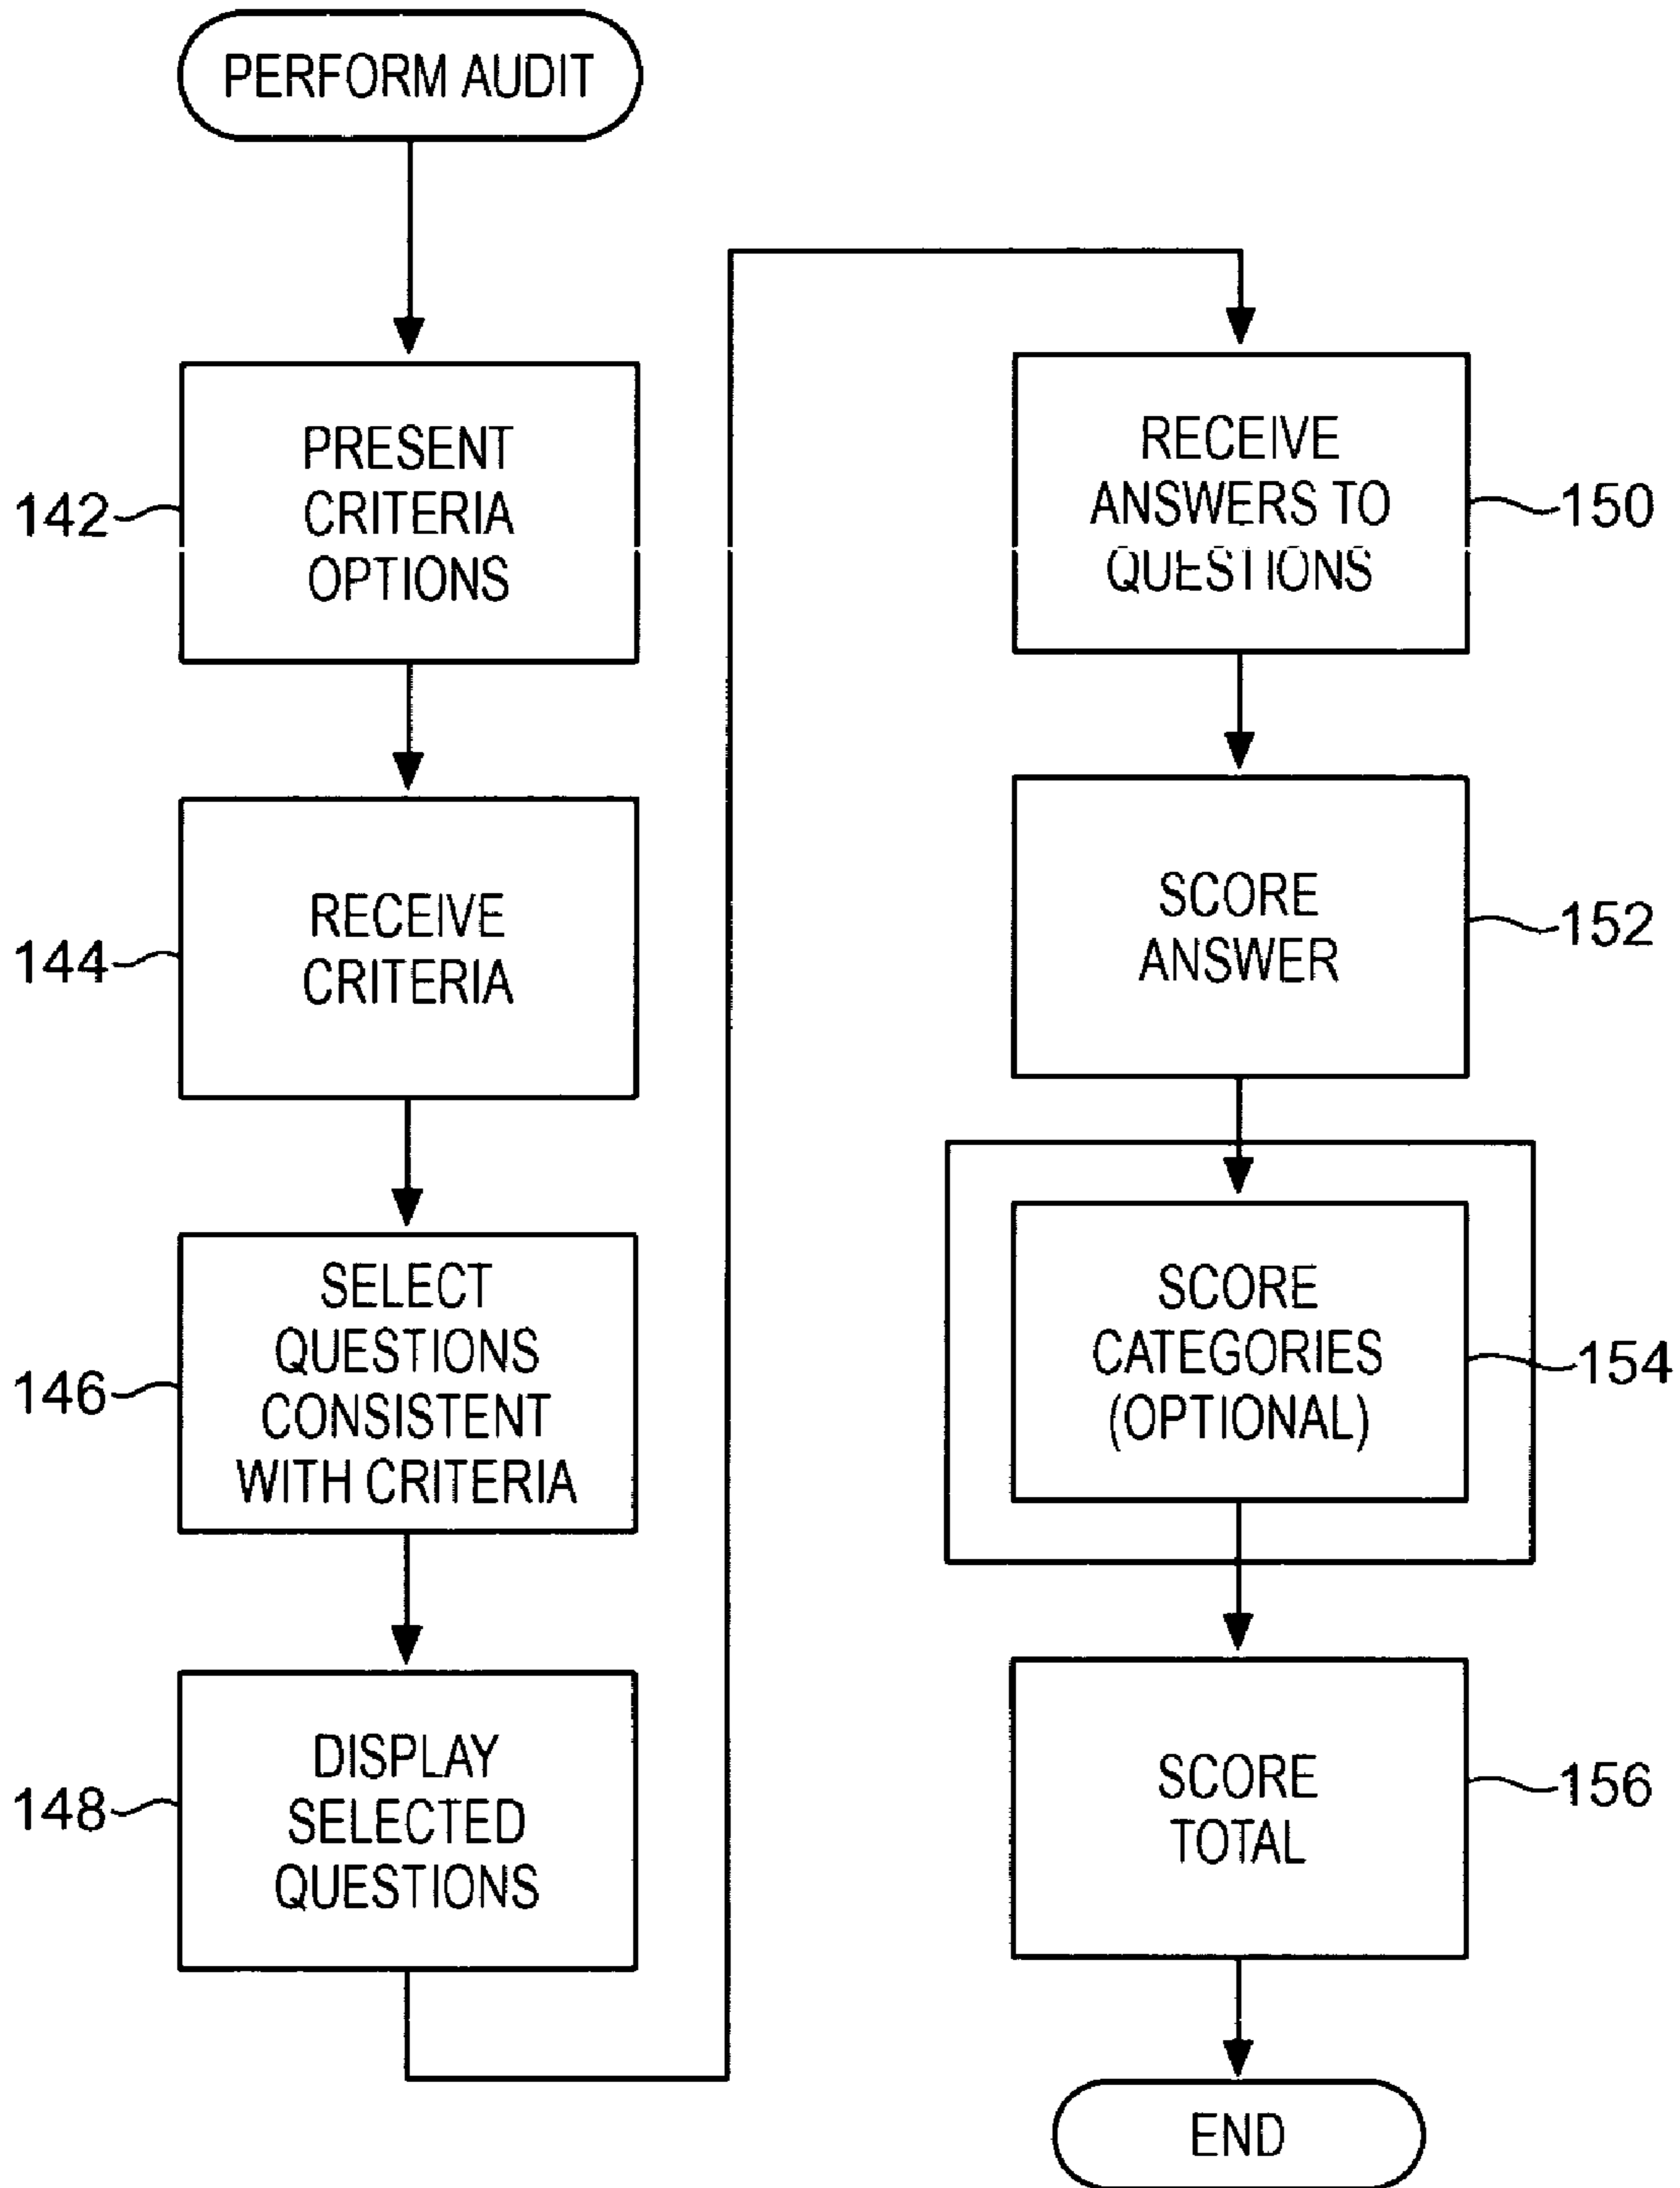 PERFORM AUDIT
PRESENT
CRITERIA
OPTIONS
142
RECEIVE
CRITERIA
144
SELECT
QUESTIONS
CONSISTENT
WITH CRITERIA
146
DISPLAY
SELECTED
QUESTIONS
148
RECEIVE
ANSWERS TO
QUESTIONS
150
SCORE
ANSWER
152
SCORE
CATEGORIES
(OPTIONAL)
154
SCORE
TOTAL
156
END